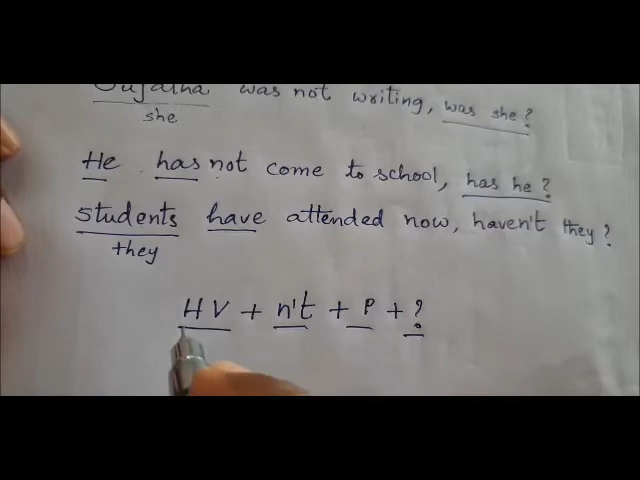 Sujatha was not writing, was she?
she
He has not come to school, has he?
Students have attended now, haven't they?
they
HV + n't + P + ?